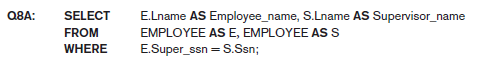 Q8A: SELECT E.Lname AS Employee_name, S.Lname AS Supervisor_name
FROM EMPLOYEE AS E, EMPLOYEE AS S
WHERE E.Super_ssn = S.Ssn;